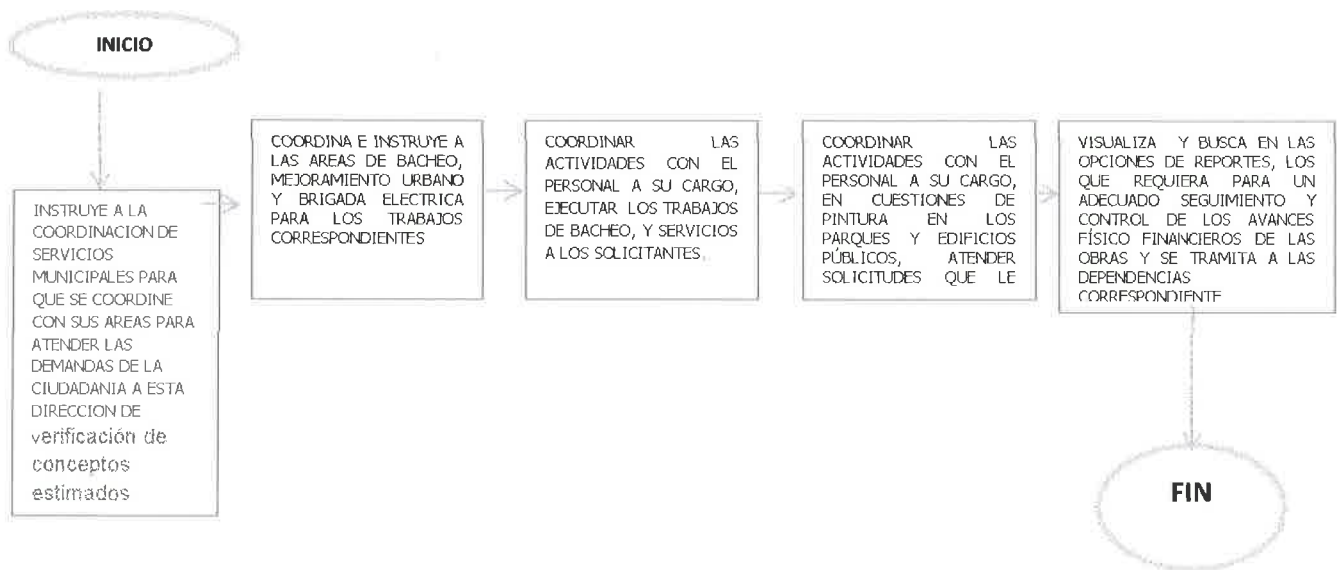 INICIO
INSTRUYE A LA
COORDINACION DE
SERVICIOS
MUNICIPALES PARA
QUE SE COORDINE
CON SUS AREAS PARA
ATENDER LAS
DEMANDAS DE LA
CIUDADANIA A ESTA
DIRECCION DE
verificación de
conceptos
estimados
COORDINA E INSTRUYE A
LAS AREAS DE BACHEO,
MEJORAMIENTO URBANO
Y BRIGADA ELECTRICA
PARA LOS TRABAJOS
CORRESPONDIENTES
COORDINAR LAS
ACTIVIDADES CON EL
PERSONAL A SU CARGO,
EJECUTAR LOS TRABAJOS
DE BACHEO, Y SERVICIOS
A LOS SOLICITANTES.
COORDINAR LAS
ACTIVIDADES CON EL
PERSONAL A SU CARGO,
EN CUESTIONES DE
PINTURA EN LOS
PARQUES Y EDIFICIOS
PÚBLICOS, ATENDER
SOLICITUDES QUE LE
VISUALIZA Y BUSCA EN LAS
OPCIONES DE REPORTES, LOS
QUE REQUIERA PARA UN
ADECUADO SEGUIMIENTO Y
CONTROL DE LOS AVANCES
FÍSICO FINANCIEROS DE LAS
OBRAS Y SE TRAMITA A LAS
DEPENDENCIAS
CORRESPONDIENTE
FIN